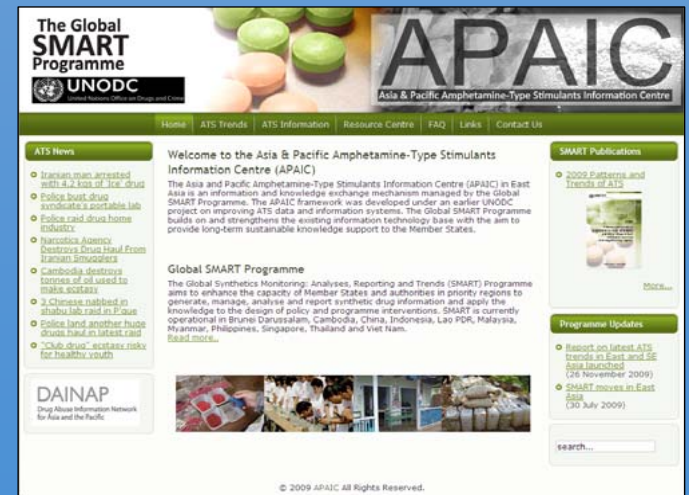 The Global
SMART
Programme
UNODC
United Nations Office on Drugs and Crime
APAIC
Asia & Pacific Amphetamine-Type Stimulants Information Centre
Home
ATS Trends
ATS Information
Resource Centre
FAQ
Links
Contact Us
ATS News
Iranian man arrested
with 4.2 kgs of 'Ice' drug
Police bust drug
syndicate's portable lab
Police raid drug home
industry
Narcotics Agency
Destroys Drug Haul From
Iranian Smugglers
Cambodia destroys
tonnes of oil used to
make ecstasy
3 Chinese nabbed in
shabu lab raid in P'que
Police land another huge
drugs haul in latest raid
"Club drug" ecstasy risky
for healthy youth
DAINAP
Drug Abuse Information Network
for Asia and the Pacific
Welcome to the Asia & Pacific Amphetamine-Type Stimulants
Information Centre (APAIC)
The Asia and Pacific Amphetamine-Type Stimulants Information Centre (APAIC) in East
Asia is an information and knowledge exchange mechanism managed by the Global
SMART Programme. The APAIC framework was developed under an earlier UNODC
project on improving ATS data and information systems. The Global SMART Programme
builds on and strengthens the existing information technology base with the aim to
provide long-term sustainable knowledge support to the Member States.
Global SMART Programme
The Global Synthetics Monitoring: Analyses, Reporting and Trends (SMART) Programme
aims to enhance the capacity of Member States and authorities in priority regions to
generate, manage, analyse and report synthetic drug information and apply the
knowledge to the design of policy and programme interventions. SMART is currently
operational in Brunei Darussalam, Cambodia, China, Indonesia, Lao PDR, Malaysia,
Myanmar, Philippines, Singapore, Thailand and Viet Nam.
Read more..
SMART Publications
2009 Patterns and
Trends of ATS
More...
Programme Updates
Report on latest ATS
trends in East and SE
Asia launched
(26 November 2009)
SMART moves in East
Asia
(30 July 2009)
search...
© 2009 APAIC All Rights Reserved.